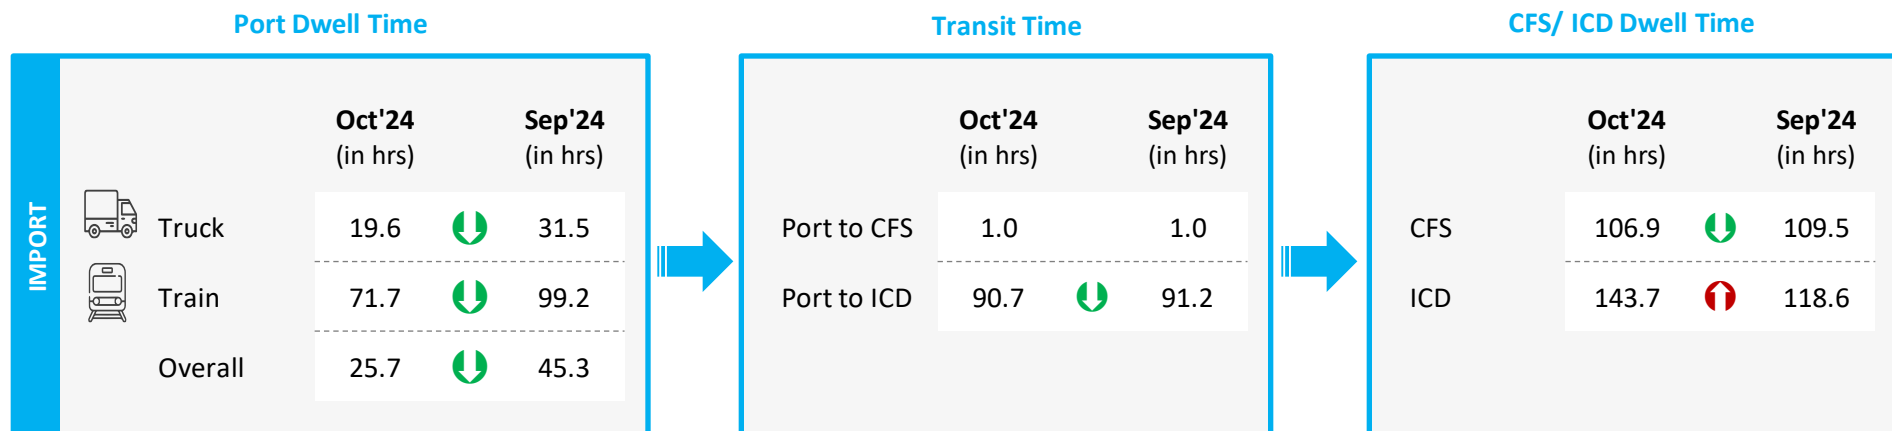 Port Dwell Time
Transit Time
CFS/ ICD Dwell Time
IMPORT
Oct'24 Sep'24
(in hrs) (in hrs)
Truck 19.6 31.5
Train 71.7 99.2
Overall 25.7 45.3
Oct'24 Sep'24
(in hrs) (in hrs)
Port to CFS 1.0 1.0
Port to ICD 90.7 91.2
Oct'24 Sep'24
(in hrs) (in hrs)
CFS 106.9 109.5
ICD 143.7 118.6